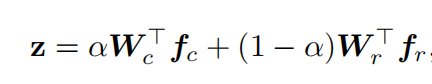 z = αW_c^⊤ f_c + (1 − α)W_r^⊤ f_r,